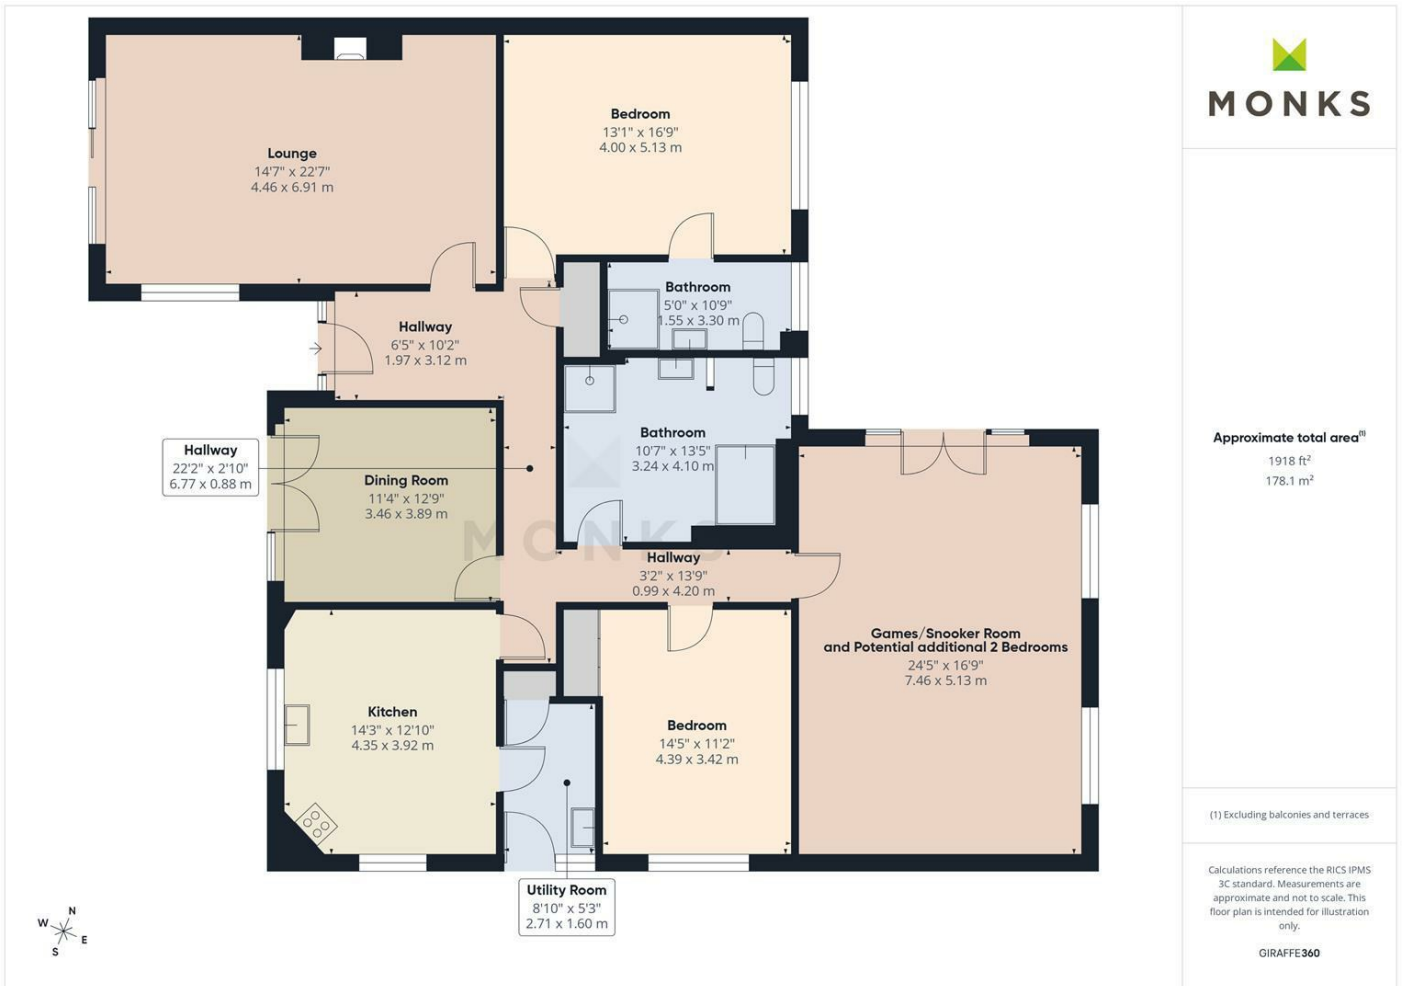 Lounge
14'7" x 22'7"
4.46 x 6.91 m
Bedroom
13'1" x 16'9"
4.00 x 5.13 m
Bathroom
5'0" x 10'9"
1.55 x 3.30 m
Hallway
6'5" x 10'2"
1.97 x 3.12 m
Hallway
22'2" x 2'10"
6.77 x 0.88 m
Dining Room
11'4" x 12'9"
3.46 x 3.89 m
Bathroom
10'7" x 13'5"
3.24 x 4.10 m
MONKS
Hallway
3'2" x 13'9"
0.99 x 4.20 m
Games/Snooker Room
and Potential additional 2 Bedrooms
24'5" x 16'9"
7.46 x 5.13 m
Kitchen
14'3" x 12'10"
4.35 x 3.92 m
Bedroom
14'5" x 11'2"
4.39 x 3.42 m
Utility Room
8'10" x 5'3"
2.71 x 1.60 m
N
W
E
S
MONKS
Approximate total area(1)
1918 ft²
178.1 m²
(1) Excluding balconies and terraces
Calculations reference the RICS IPMS
3C standard. Measurements are
approximate and not to scale. This
floor plan is intended for illustration
only.
GIRAFFE360